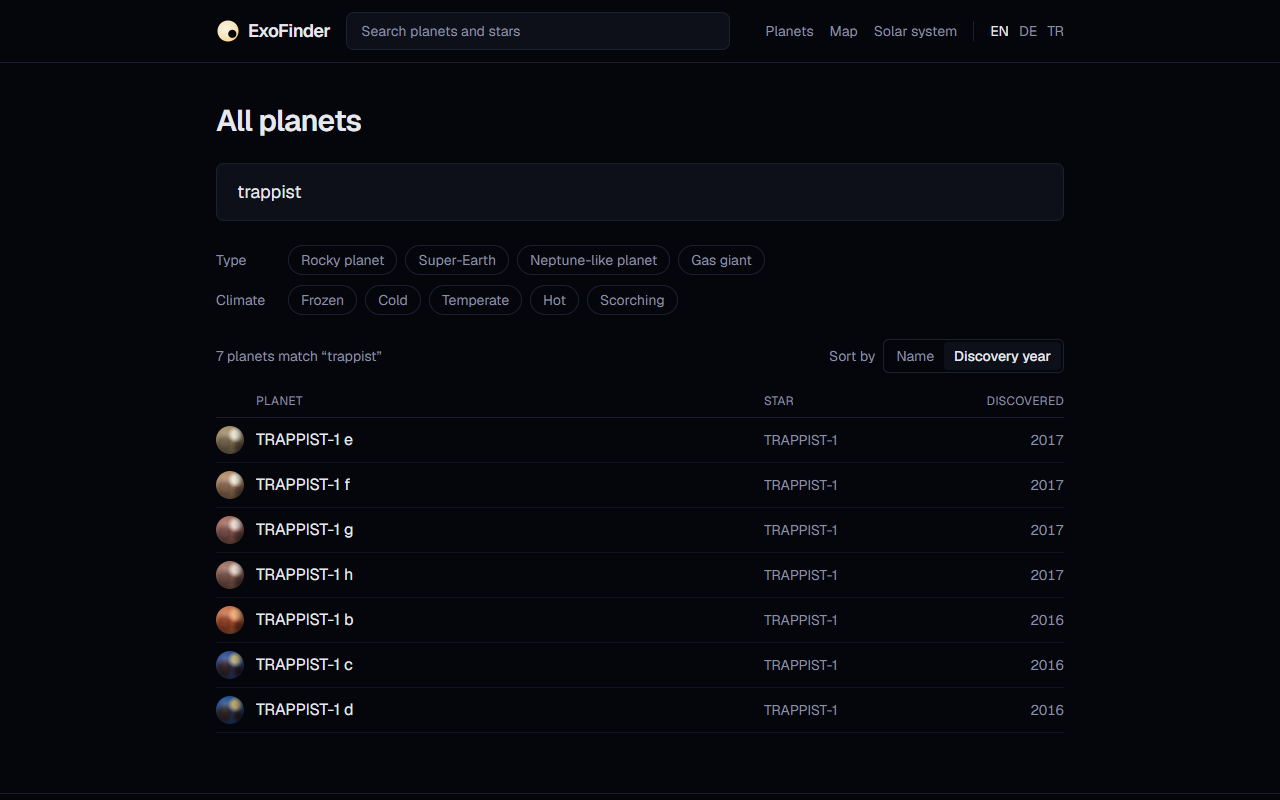 ExoFinder Search planets and stars Planets Map Solar system EN DE TR
All planets
trappist
Type Rocky planet Super-Earth Neptune-like planet Gas giant
Climate Frozen Cold Temperate Hot Scorching
7 planets match “trappist” Sort by Name Discovery year
PLANET STAR DISCOVERED
TRAPPIST-1 e TRAPPIST-1 2017
TRAPPIST-1 f TRAPPIST-1 2017
TRAPPIST-1 g TRAPPIST-1 2017
TRAPPIST-1 h TRAPPIST-1 2017
TRAPPIST-1 b TRAPPIST-1 2016
TRAPPIST-1 c TRAPPIST-1 2016
TRAPPIST-1 d TRAPPIST-1 2016